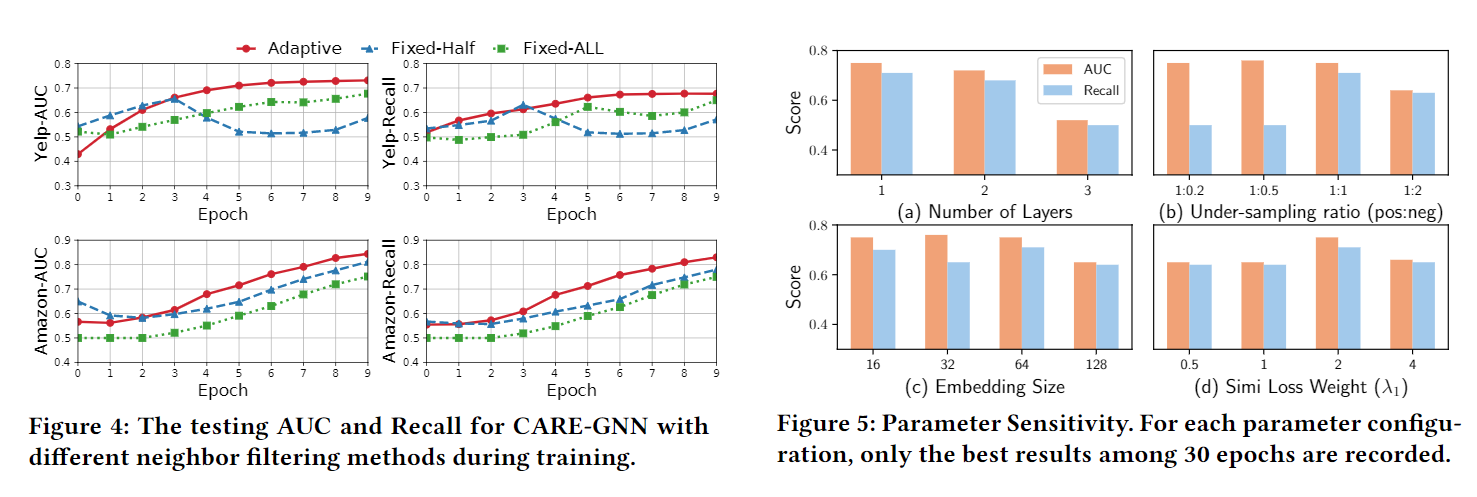 Adaptive Fixed-Half Fixed-ALL
0.8
0.7
0.6
0.5
0.4
0.3
Yelp-AUC
0 1 2 3 4 5 6 7 8 9
Epoch
0.8
0.7
0.6
0.5
0.4
0.3
Yelp-Recall
0 1 2 3 4 5 6 7 8 9
Epoch
0.9
0.8
0.7
0.6
0.5
0.4
Amazon-AUC
0 1 2 3 4 5 6 7 8 9
Epoch
0.9
0.8
0.7
0.6
0.5
0.4
Amazon-Recall
0 1 2 3 4 5 6 7 8 9
Epoch
Figure 4: The testing AUC and Recall for CARE-GNN with
different neighbor filtering methods during training.
0.8
0.6
0.4
Score
AUC
Recall
1 2 3
(a) Number of Layers
1:0.2 1:0.5 1:1 1:2
(b) Under-sampling ratio (pos:neg)
0.8
0.6
0.4
Score
16 32 64 128
(c) Embedding Size
0.5 1 2 4
(d) Simi Loss Weight (λ₁)
Figure 5: Parameter Sensitivity. For each parameter configu-
ration, only the best results among 30 epochs are recorded.